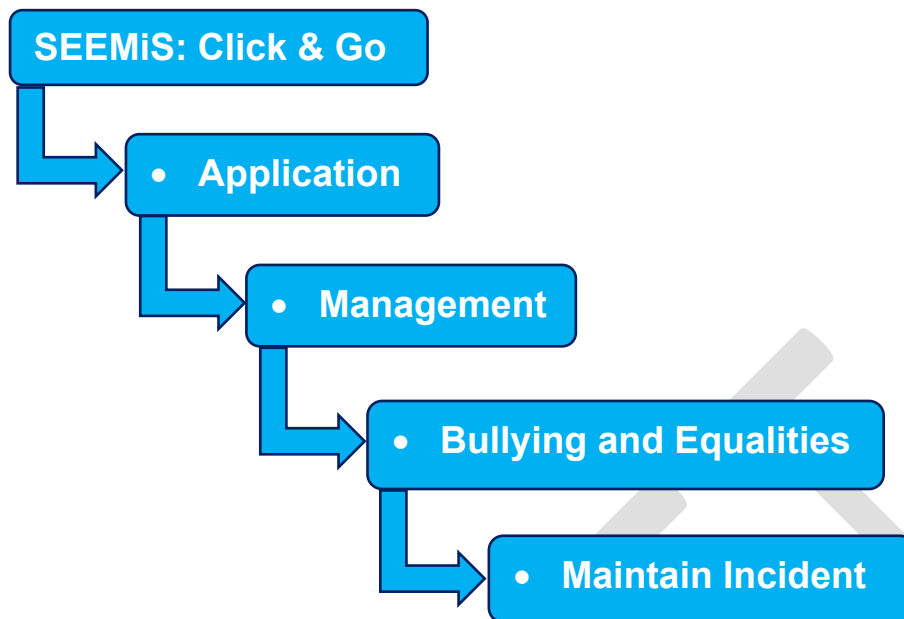 SEEMiS: Click & Go
• Application
• Management
• Bullying and Equalities
• Maintain Incident